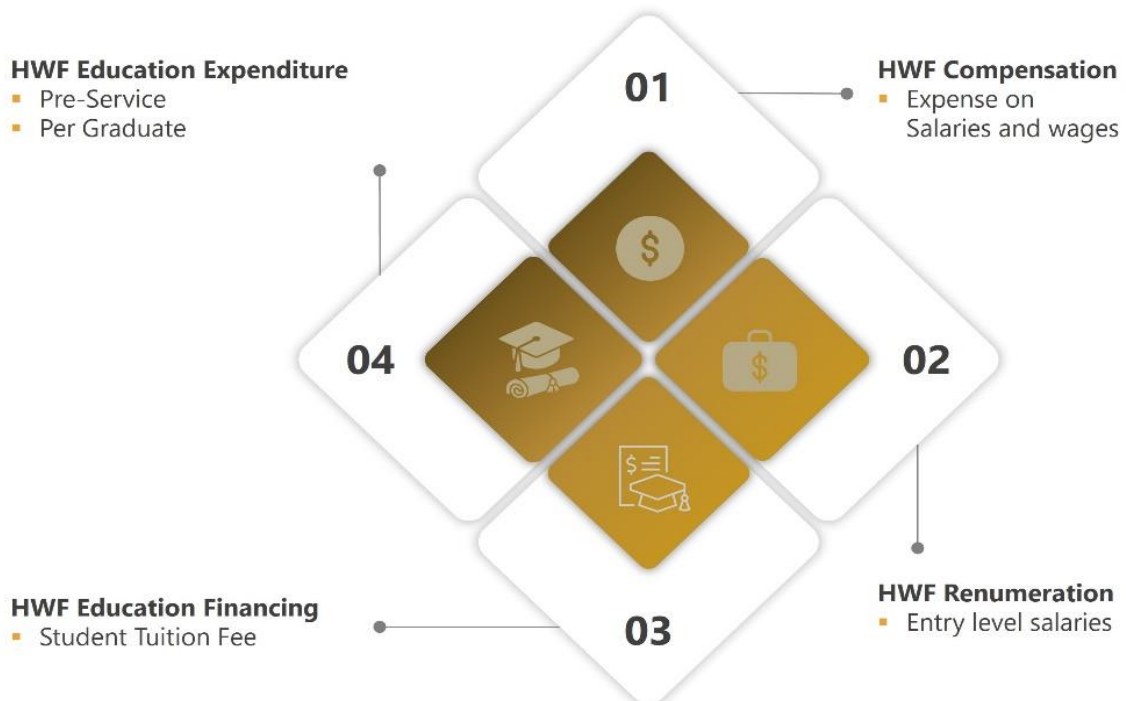 01
HWF Compensation
▪ Expense on
Salaries and wages
02
HWF Renumeration
▪ Entry level salaries
03
HWF Education Financing
▪ Student Tuition Fee
04
HWF Education Expenditure
▪ Pre-Service
▪ Per Graduate
$
$
$